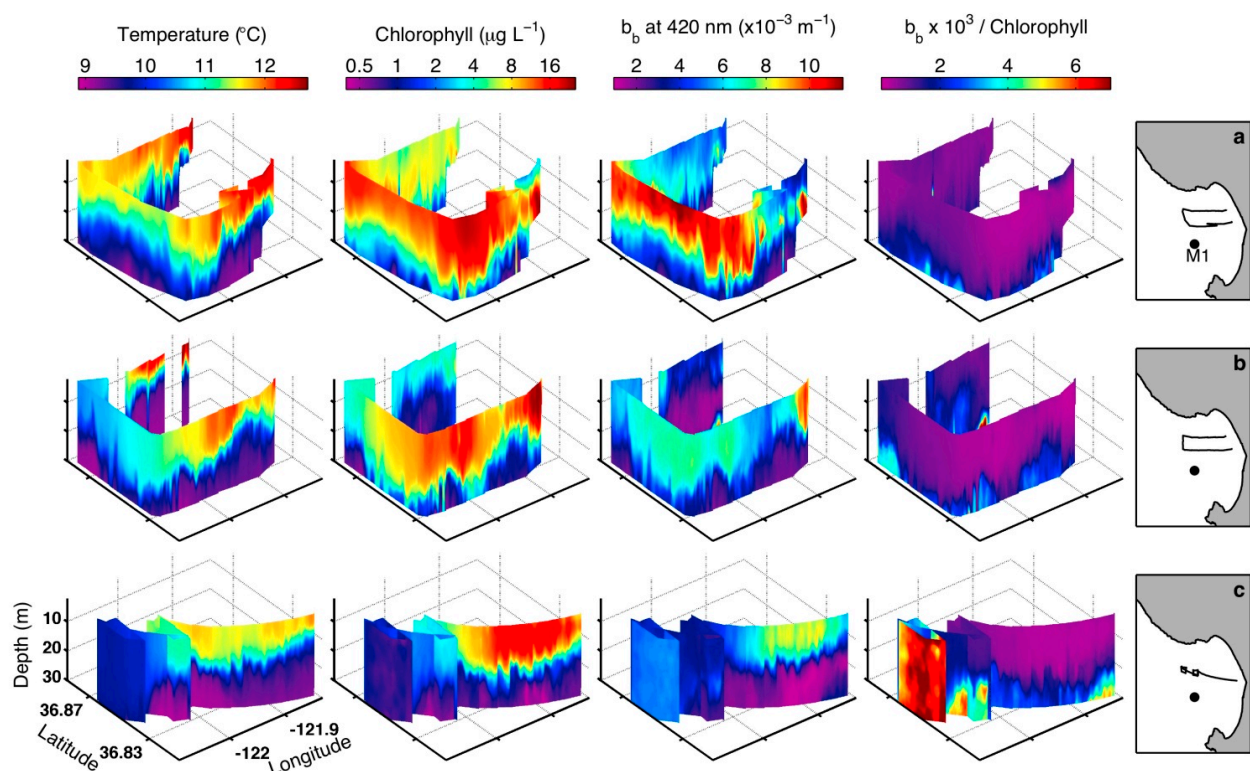 Temperature (°C)
Chlorophyll (µg L⁻¹)
b_b at 420 nm (x10⁻³ m⁻¹)
b_b x 10³ / Chlorophyll
9 10 11 12
0.5 1 2 4 8 16
2 4 6 8 10
2 4 6
a
M1
b
c
Depth (m)
10
20
30
36.87
36.83
Latitude
-122
-121.9
Longitude